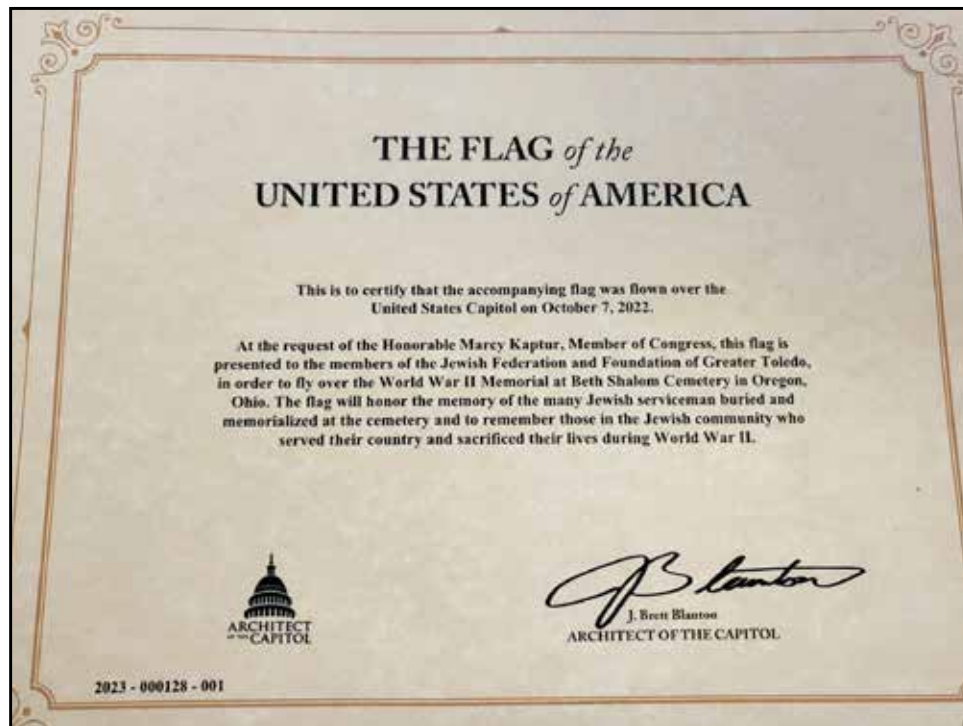 THE FLAG of the
UNITED STATES of AMERICA
This is to certify that the accompanying flag was flown over the
United States Capitol on October 7, 2022.
At the request of the Honorable Marcy Kaptur, Member of Congress, this flag is
presented to the members of the Jewish Federation and Foundation of Greater Toledo,
in order to fly over the World War II Memorial at Beth Shalom Cemetery in Oregon,
Ohio. The flag will honor the memory of the many Jewish serviceman buried and
memorialized at the cemetery and to remember those in the Jewish community who
served their country and sacrificed their lives during World War II.
ARCHITECT
OF THE CAPITOL
JB Blanton
J. Brett Blanton
ARCHITECT OF THE CAPITOL
2023 - 000128 - 001